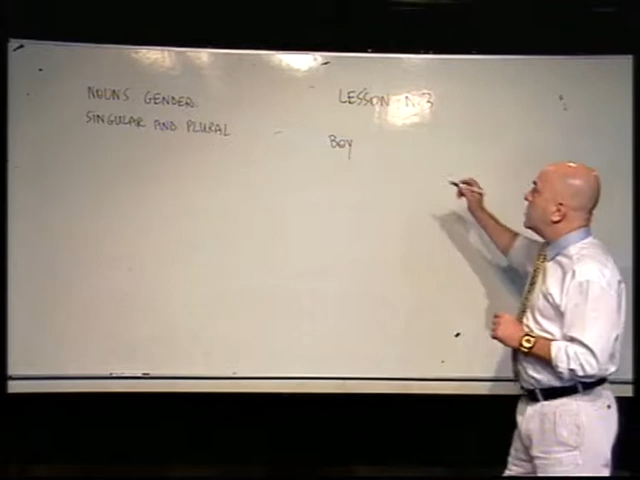 NOUNS GENDER.
SINGULAR AND PLURAL
LESSON N.3
BOY